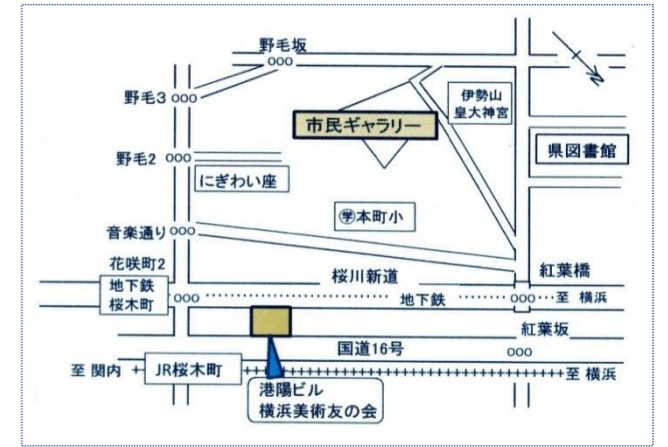 野毛坂
野毛3
伊勢山
皇大神宮
N
市民ギャラリー
県図書館
野毛2
にぎわい座
学本町小
音楽通り
花咲町2
地下鉄
桜木町
桜川新道
紅葉橋
地下鉄
至 横浜
紅葉坂
国道16号
至 関内
JR桜木町
至 横浜
港陽ビル
横浜美術友の会